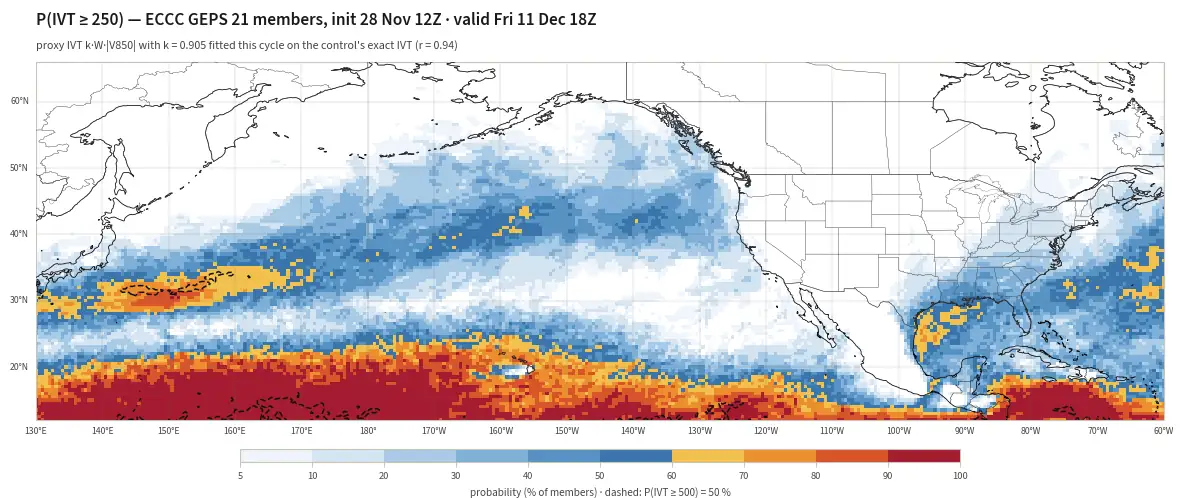 P(IVT ≥ 250) — ECCC GEPS 21 members, init 28 Nov 12Z · valid Fri 11 Dec 18Z
proxy IVT k·W·|V850| with k = 0.905 fitted this cycle on the control's exact IVT (r = 0.94)
60°N
50°N
40°N
30°N
20°N
130°E 140°E 150°E 160°E 170°E 180° 170°W 160°W 150°W 140°W 130°W 120°W 110°W 100°W 90°W 80°W 70°W 60°W
5 10 20 30 40 50 60 70 80 90 100
probability (% of members) · dashed: P(IVT ≥ 500) = 50 %